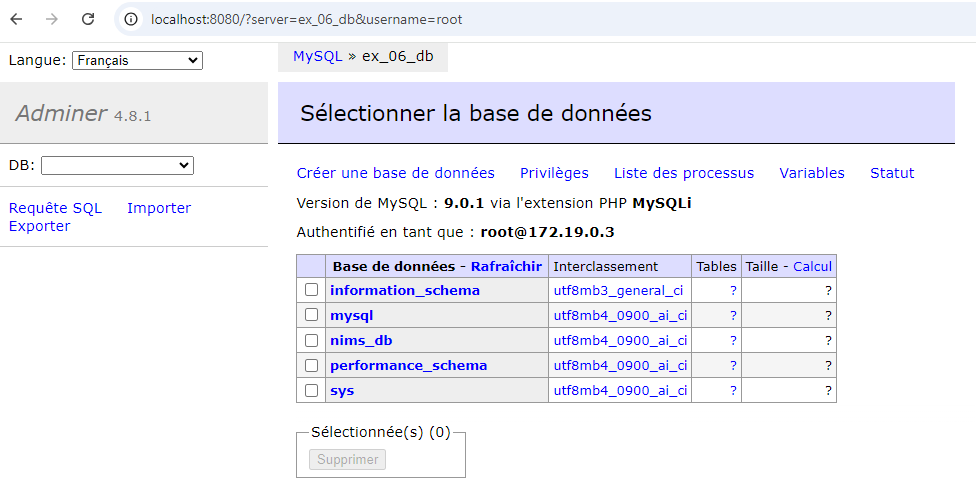 localhost:8080/?server=ex_06_db&username=root
Langue: Français
MySQL » ex_06_db
Adminer 4.8.1
Sélectionner la base de données
DB:
Créer une base de données Privilèges Liste des processus Variables Statut
Requête SQL Importer
Exporter
Version de MySQL : 9.0.1 via l'extension PHP MySQLi
Authentifié en tant que : root@172.19.0.3
Base de données - Rafraîchir Interclassement Tables Taille - Calcul
information_schema utf8mb3_general_ci ? ?
mysql utf8mb4_0900_ai_ci ? ?
nims_db utf8mb4_0900_ai_ci ? ?
performance_schema utf8mb4_0900_ai_ci ? ?
sys utf8mb4_0900_ai_ci ? ?
Sélectionnée(s) (0)
Supprimer